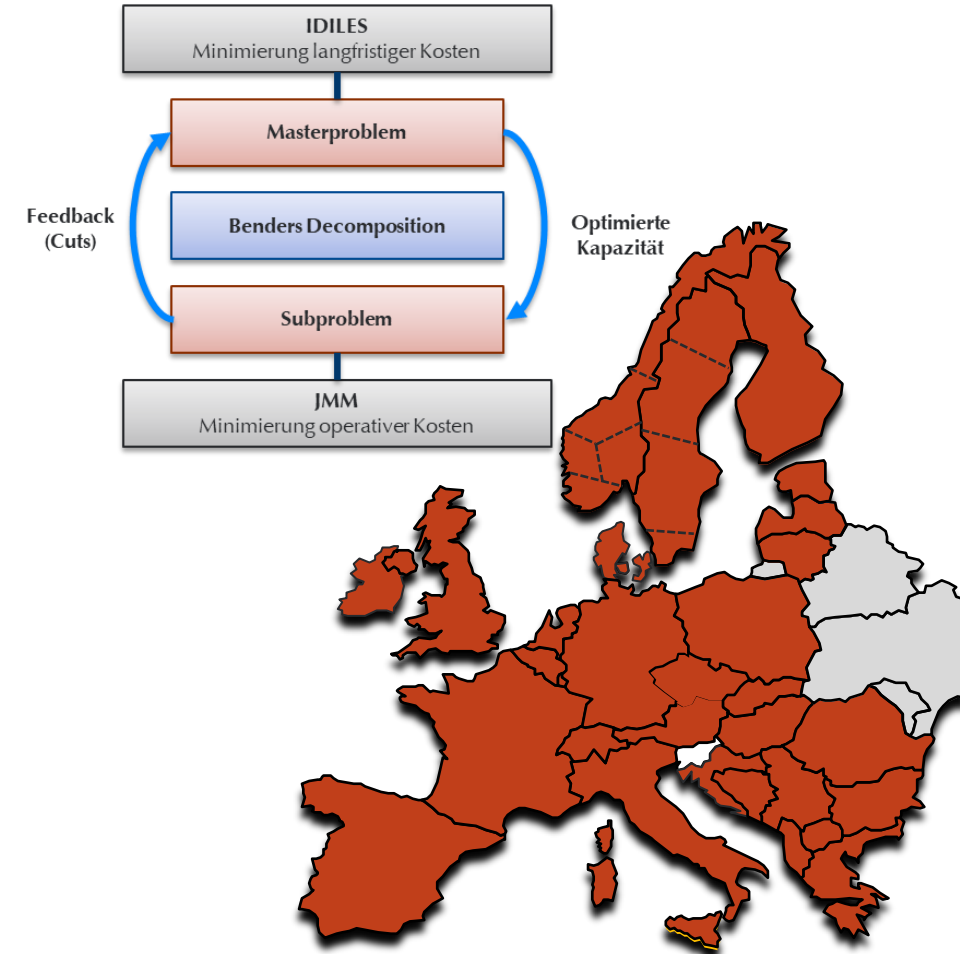 IDILES
Minimierung langfristiger Kosten
Masterproblem
Feedback
(Cuts)
Benders Decomposition
Optimierte
Kapazität
Subproblem
JMM
Minimierung operativer Kosten